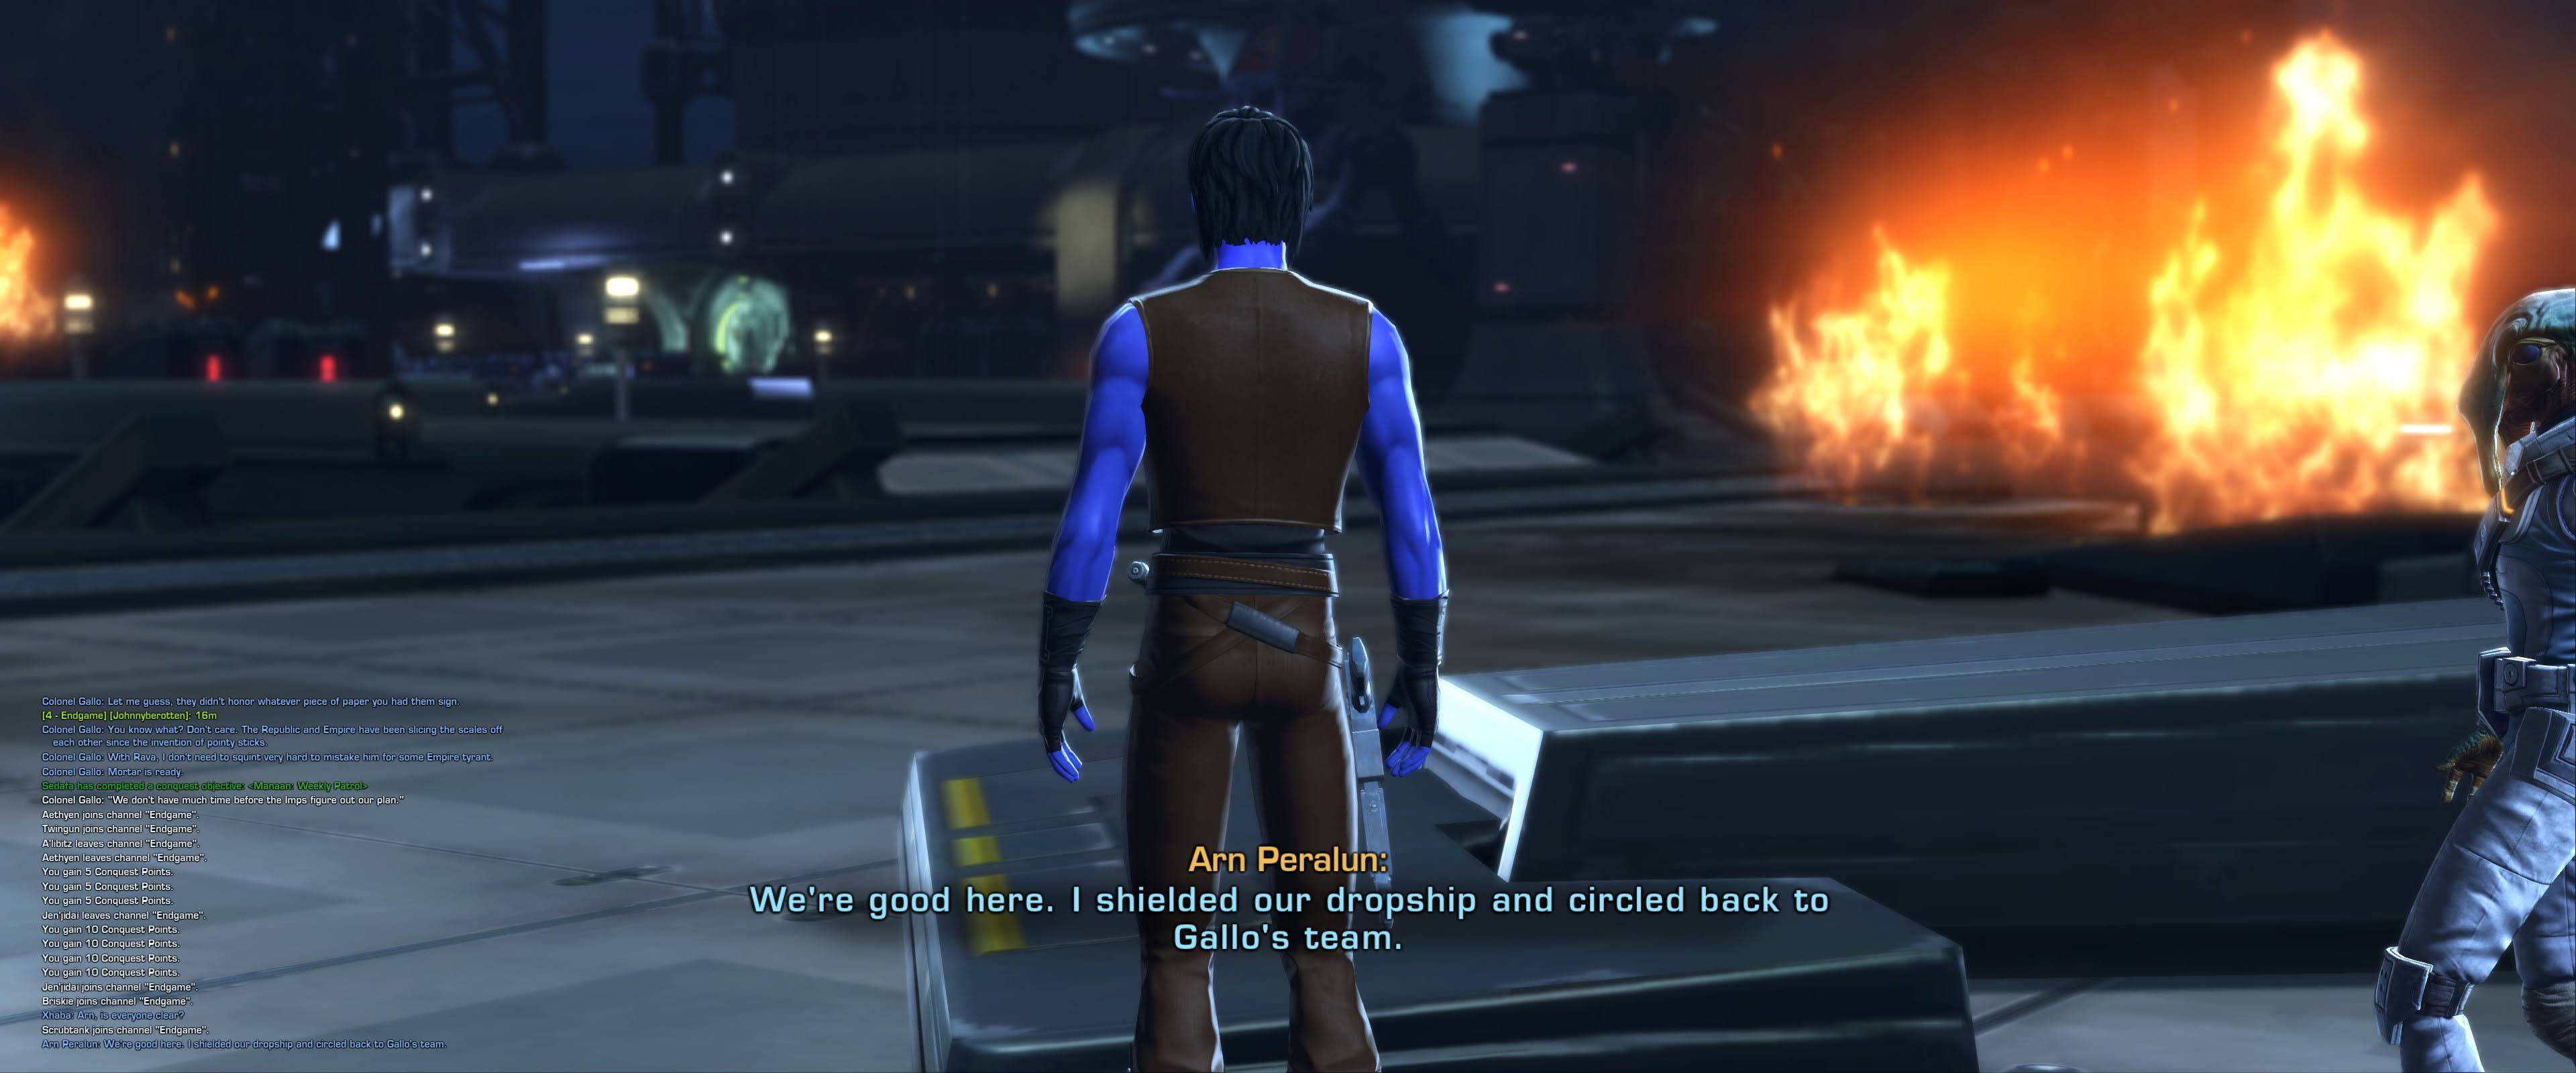 Colonel Gallo: Let me guess, they didn't honor whatever piece of paper you had them sign.
[4 - Endgame] [Johnnyberotten]: 16m
Colonel Gallo: You know what? Don't care. The Republic and Empire have been slicing the scales off
each other since the invention of pointy sticks.
Colonel Gallo: With Rava, I don't need to squint very hard to mistake him for some Empire tyrant.
Colonel Gallo: Mortar is ready.
Sedafa has completed a conquest objective: <Manaan: Weekly Patrol>
Colonel Gallo: "We don't have much time before the Imps figure out our plan."
Aethyen joins channel "Endgame".
Twingun joins channel "Endgame".
A'libitz leaves channel "Endgame".
Aethyen leaves channel "Endgame".
You gain 5 Conquest Points.
You gain 5 Conquest Points.
You gain 5 Conquest Points.
Jen'jidai leaves channel "Endgame".
You gain 10 Conquest Points.
You gain 10 Conquest Points.
You gain 10 Conquest Points.
You gain 10 Conquest Points.
Jen'jidai joins channel "Endgame".
Briskie joins channel "Endgame".
Xhaba: Arn, is everyone clear?
Scrubtank joins channel "Endgame".
Arn Peralun: We're good here. I shielded our dropship and circled back to Gallo's team.
Arn Peralun:
We're good here. I shielded our dropship and circled back to
Gallo's team.